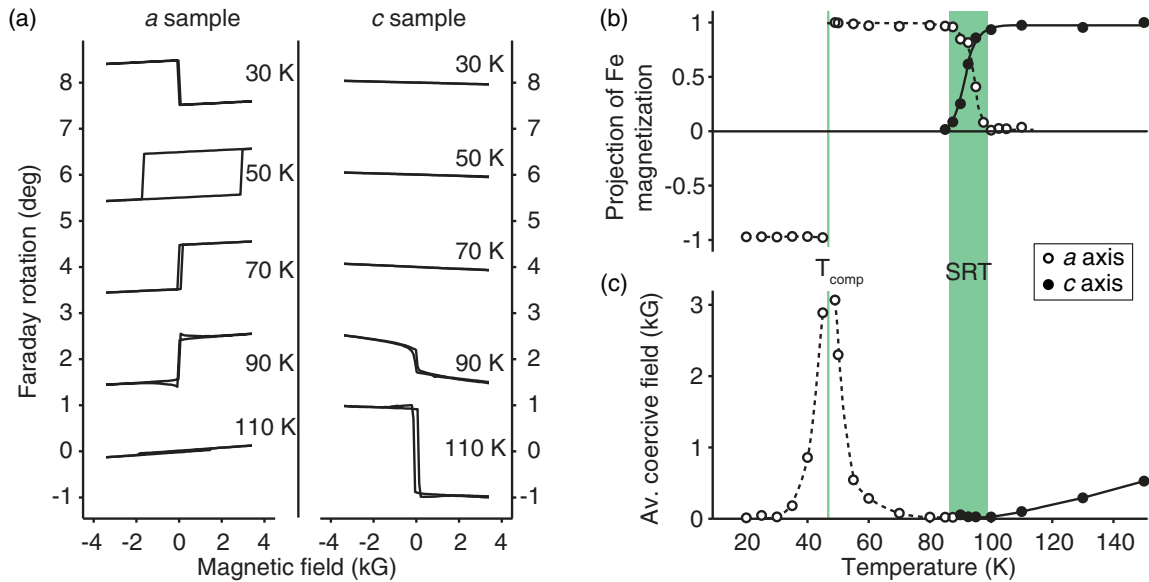 (a)
a sample
c sample
Faraday rotation (deg)
8
7
6
5
4
3
2
1
0
-1
30 K
50 K
70 K
90 K
110 K
-4
-2
0
2
4
30 K
50 K
70 K
90 K
110 K
8
7
6
5
4
3
2
1
0
-1
-4
-2
0
2
4
Magnetic field (kG)
(b)
Projection of Fe
magnetization
1
0.5
0
-0.5
-1
a axis
c axis
Tcomp
SRT
(c)
Av. coercive field (kG)
3
2
1
0
20
40
60
80
100
120
140
Temperature (K)